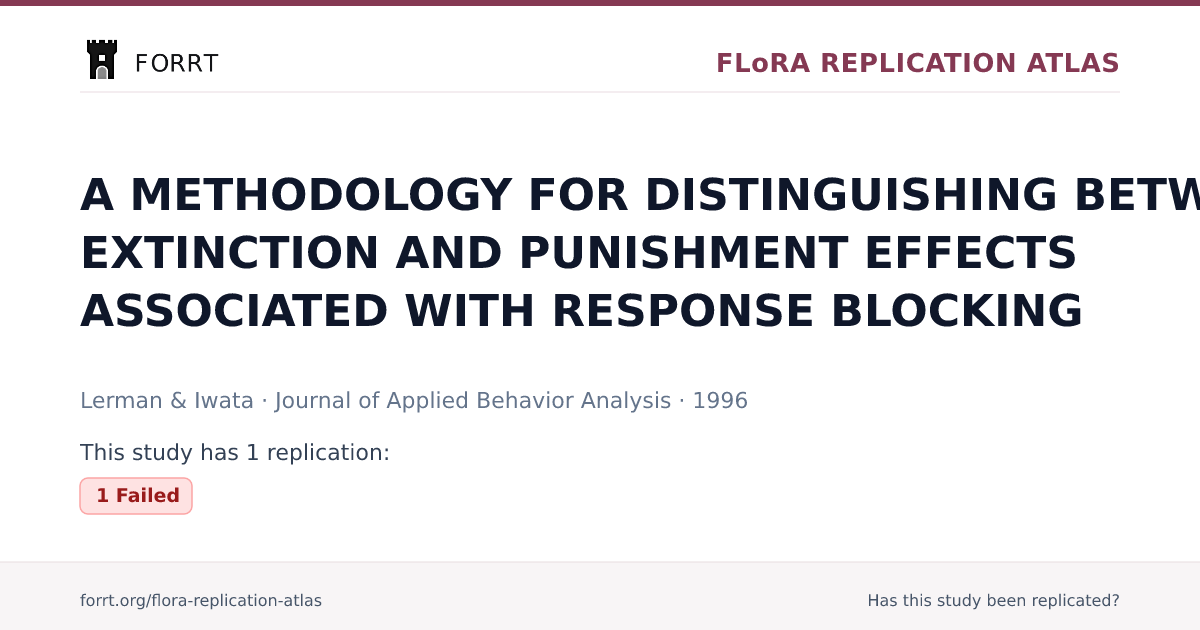 FORRT
FLoRA REPLICATION ATLAS
A METHODOLOGY FOR DISTINGUISHING BETW
EXTINCTION AND PUNISHMENT EFFECTS
ASSOCIATED WITH RESPONSE BLOCKING
Lerman & Iwata · Journal of Applied Behavior Analysis · 1996
This study has 1 replication:
1 Failed
forrt.org/flora-replication-atlas
Has this study been replicated?